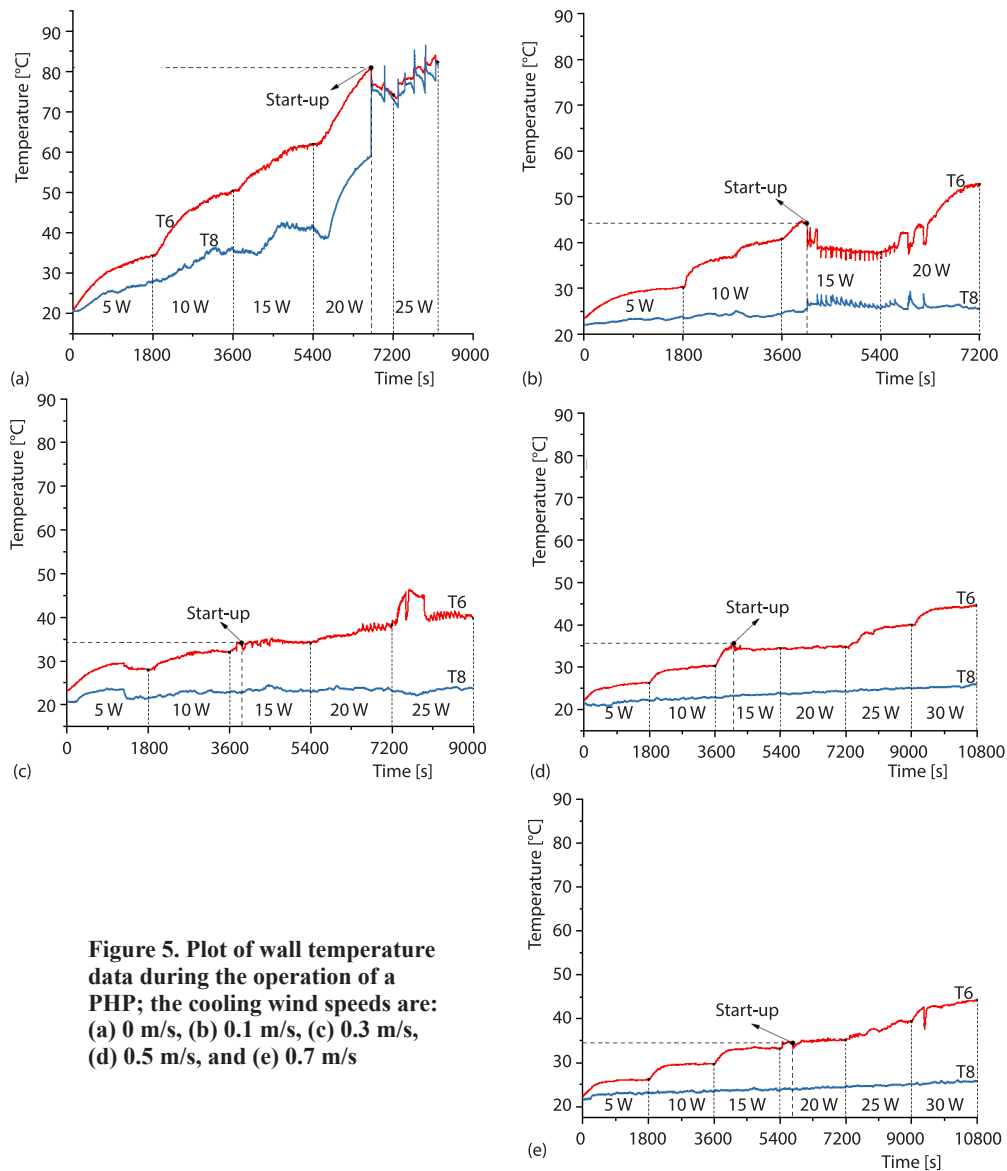 Temperature [°C]
90
80
70
60
50
40
30
20
Start-up
T6
T8
5 W
10 W
15 W
20 W
25 W
0
1800
3600
5400
7200
9000
Time [s]
(a)
Temperature [°C]
90
80
70
60
50
40
30
20
Start-up
T6
T8
5 W
10 W
15 W
20 W
0
1800
3600
5400
7200
Time [s]
(b)
Temperature [°C]
90
80
70
60
50
40
30
20
Start-up
T6
T8
5 W
10 W
15 W
20 W
25 W
0
1800
3600
5400
7200
9000
Time [s]
(c)
Temperature [°C]
90
80
70
60
50
40
30
20
Start-up
T6
T8
5 W
10 W
15 W
20 W
25 W
30 W
0
1800
3600
5400
7200
9000
10800
Time [s]
(d)
Figure 5. Plot of wall temperature
data during the operation of a
PHP; the cooling wind speeds are:
(a) 0 m/s, (b) 0.1 m/s, (c) 0.3 m/s,
(d) 0.5 m/s, and (e) 0.7 m/s
Temperature [°C]
90
80
70
60
50
40
30
20
Start-up
T6
T8
5 W
10 W
15 W
20 W
25 W
30 W
0
1800
3600
5400
7200
9000
10800
Time [s]
(e)